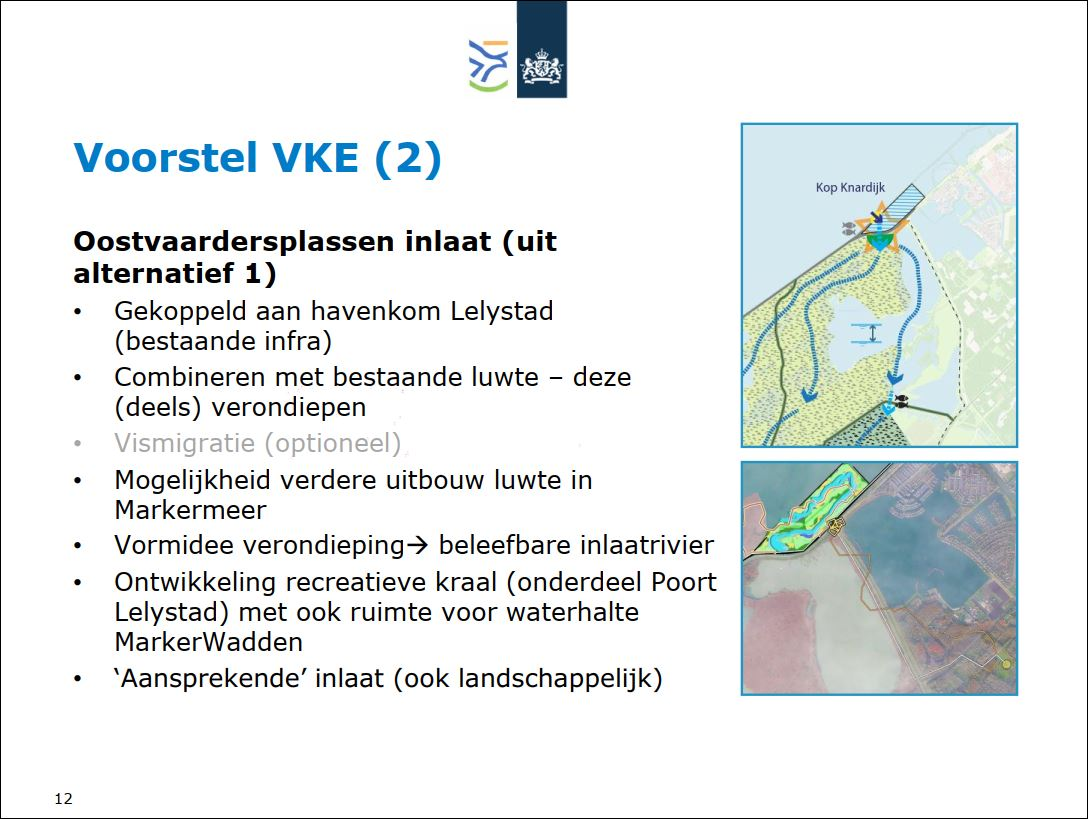 Voorstel VKE (2)
Oostvaardersplassen inlaat (uit
alternatief 1)
• Gekoppeld aan havenkom Lelystad
(bestaande infra)
• Combineren met bestaande luwte – deze
(deels) verondiepen
• Vismigratie (optioneel)
• Mogelijkheid verdere uitbouw luwte in
Markermeer
• Vormidee verondieping→ beleefbare inlaatrivier
• Ontwikkeling recreatieve kraal (onderdeel Poort
Lelystad) met ook ruimte voor waterhalte
MarkerWadden
• ‘Aansprekende’ inlaat (ook landschappelijk)
Kop Knardijk
12